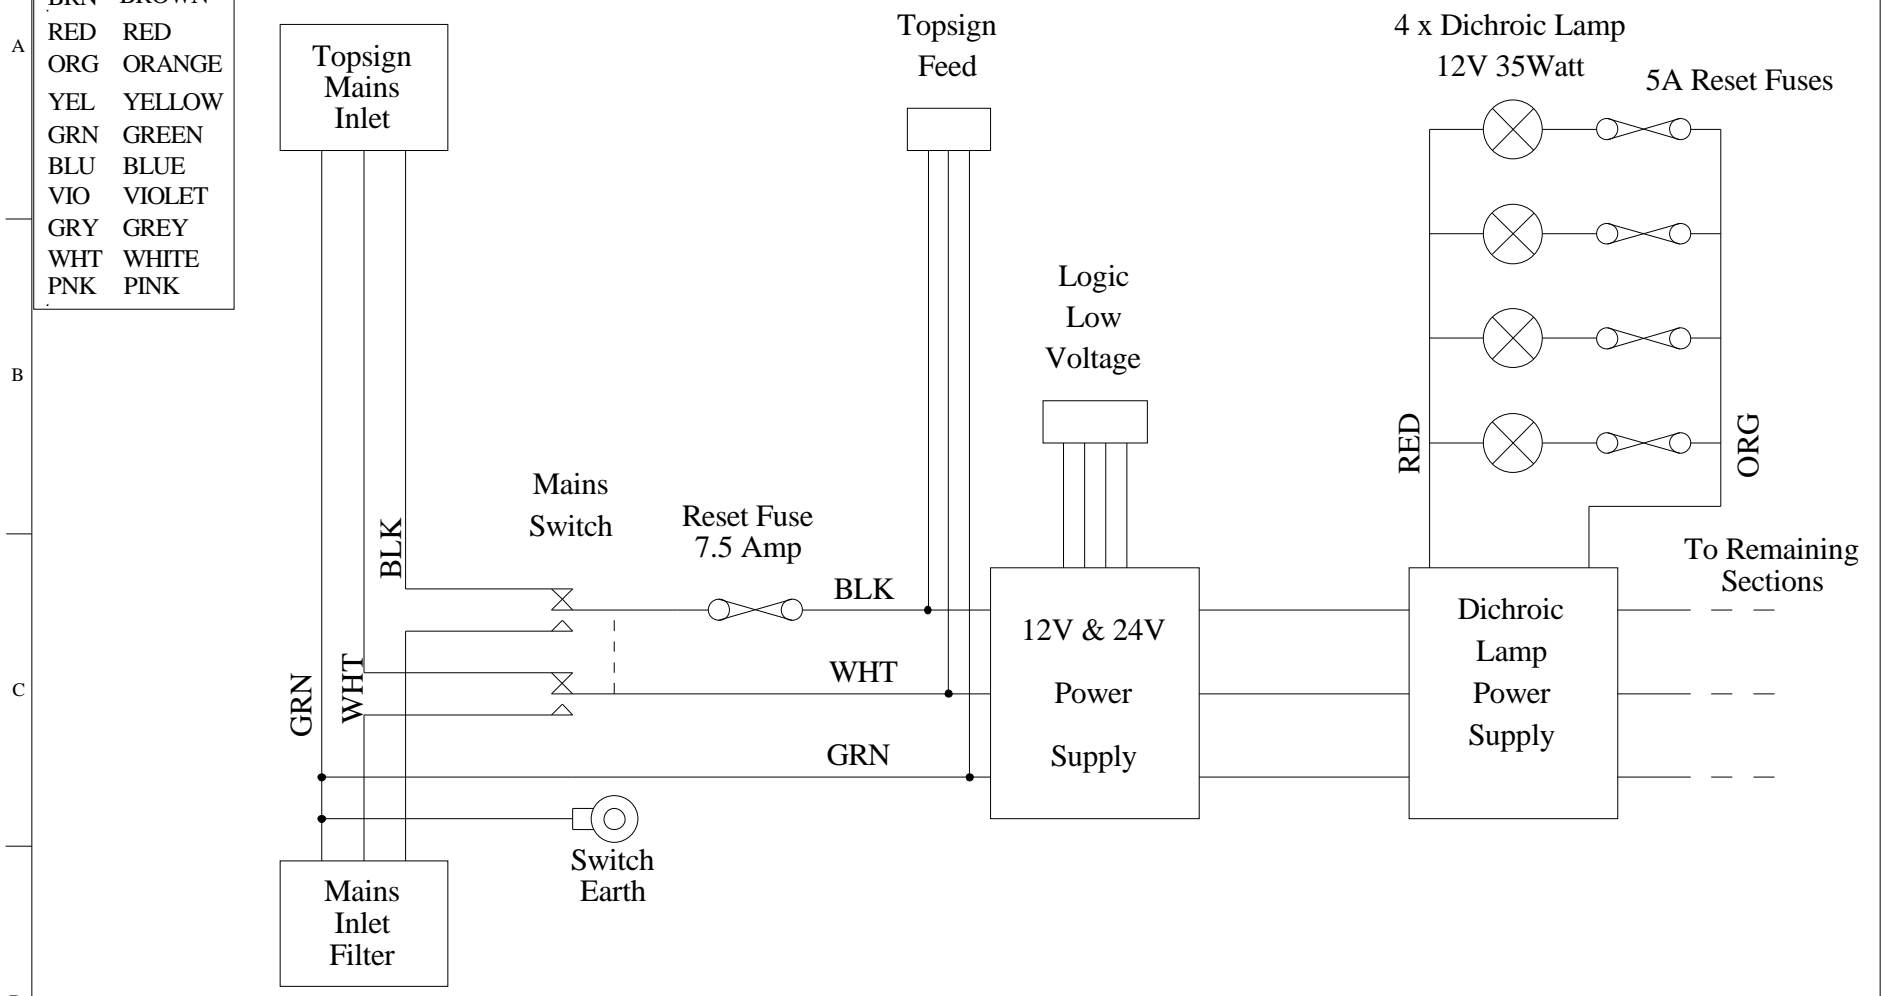 BRN BROWN
RED RED
ORG ORANGE
YEL YELLOW
GRN GREEN
BLU BLUE
VIO VIOLET
GRY GREY
WHT WHITE
PNK PINK
A
B
C
Topsign
Mains
Inlet
Topsign
Feed
4 x Dichroic Lamp
12V 35Watt
5A Reset Fuses
Logic
Low
Voltage
RED
ORG
Mains
Switch
Reset Fuse
7.5 Amp
BLK
BLK
WHT
WHT
GRN
GRN
12V & 24V
Power
Supply
Dichroic
Lamp
Power
Supply
To Remaining
Sections
Switch
Earth
Mains
Inlet
Filter